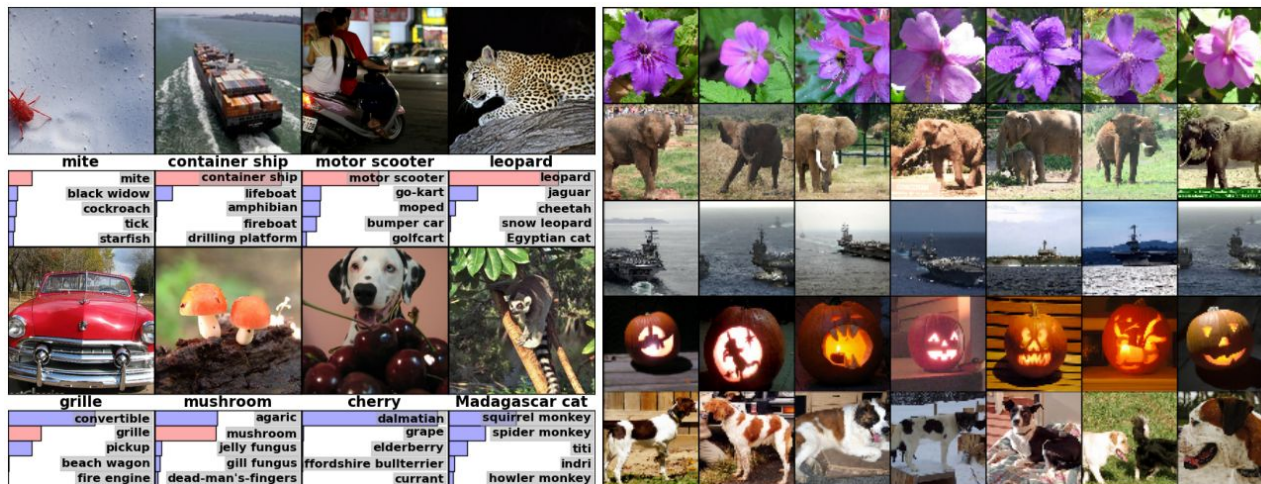 mite
container ship
motor scooter
leopard
mite
black widow
cockroach
tick
starfish
container ship
lifeboat
amphibian
fireboat
drilling platform
motor scooter
go-kart
moped
bumper car
golfcart
leopard
jaguar
cheetah
snow leopard
Egyptian cat
grille
mushroom
cherry
Madagascar cat
convertible
grille
pickup
beach wagon
fire engine
agaric
mushroom
jelly fungus
gill fungus
dead-man's-fingers
dalmatian
grape
elderberry
ffordshire bullterrier
currant
squirrel monkey
spider monkey
titi
indri
howler monkey